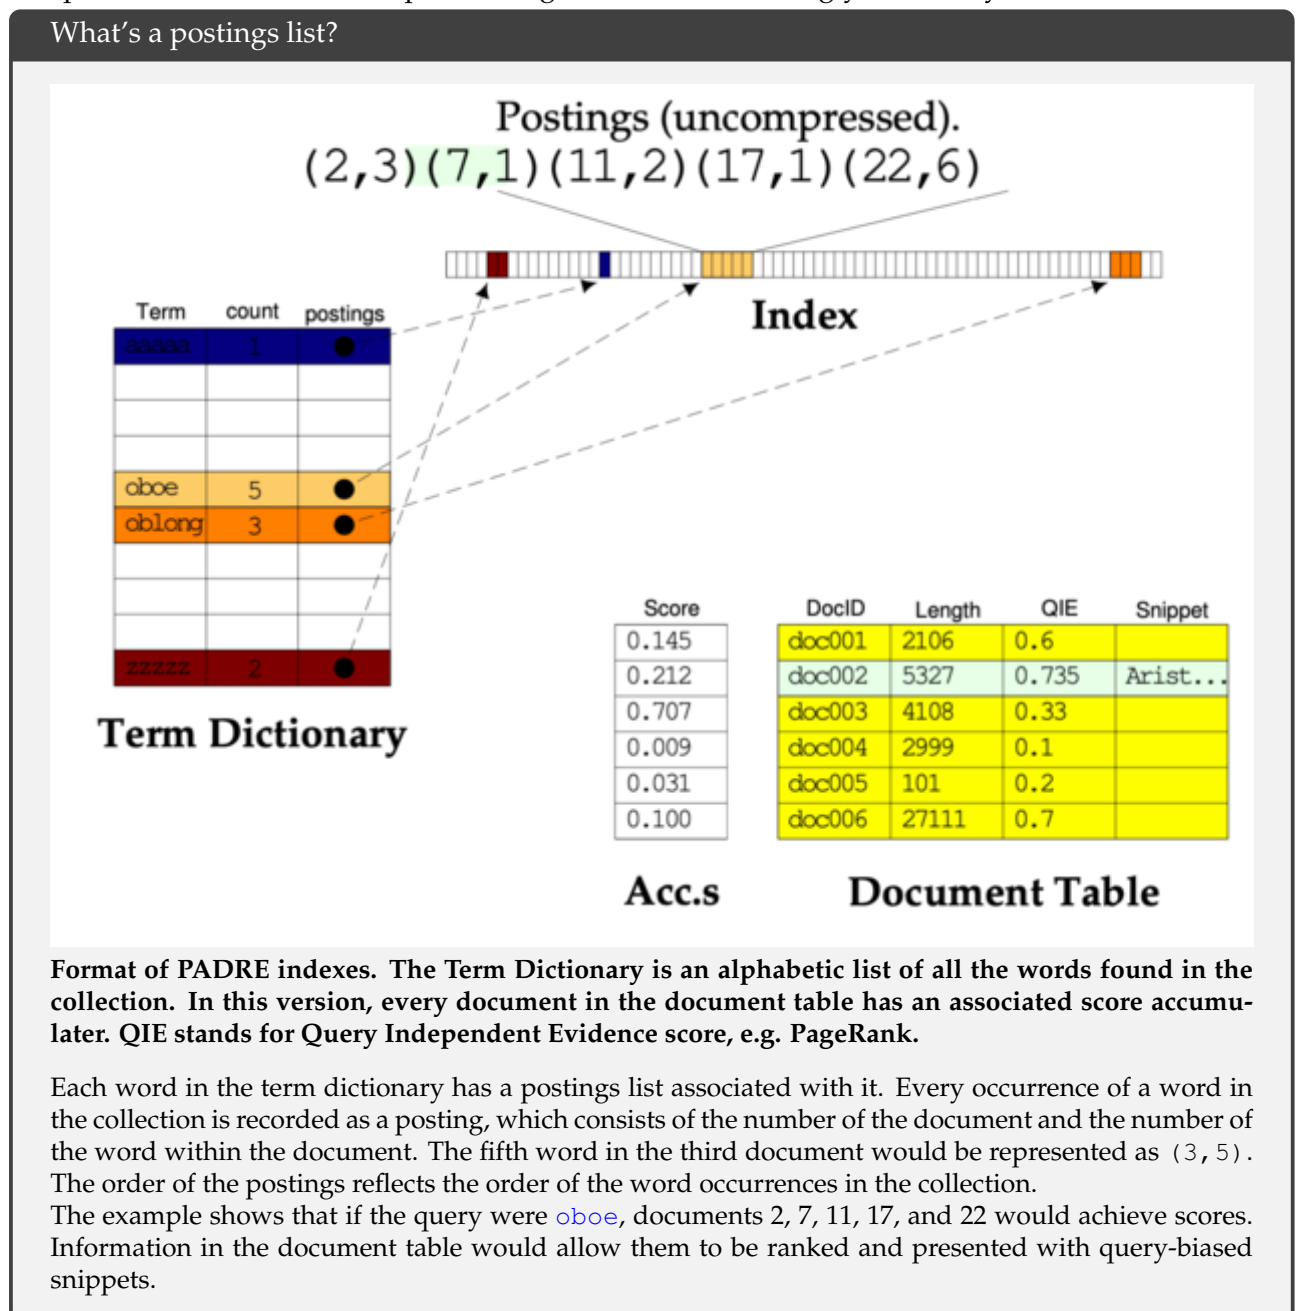 What's a postings list?
Postings (uncompressed).
(2,3)(7,1)(11,2)(17,1)(22,6)
Index
Term count postings
aaaaa 1
oboe 5
oblong 3
zzzzz 2
Term Dictionary
Score
0.145
0.212
0.707
0.009
0.031
0.100
Acc.s
DocID Length QIE Snippet
doc001 2106 0.6
doc002 5327 0.735 Arist...
doc003 4108 0.33
doc004 2999 0.1
doc005 101 0.2
doc006 27111 0.7
Document Table
Format of PADRE indexes. The Term Dictionary is an alphabetic list of all the words found in the
collection. In this version, every document in the document table has an associated score accumu-
later. QIE stands for Query Independent Evidence score, e.g. PageRank.
Each word in the term dictionary has a postings list associated with it. Every occurrence of a word in
the collection is recorded as a posting, which consists of the number of the document and the number of
the word within the document. The fifth word in the third document would be represented as (3,5).
The order of the postings reflects the order of the word occurrences in the collection.
The example shows that if the query were oboe, documents 2, 7, 11, 17, and 22 would achieve scores.
Information in the document table would allow them to be ranked and presented with query-biased
snippets.